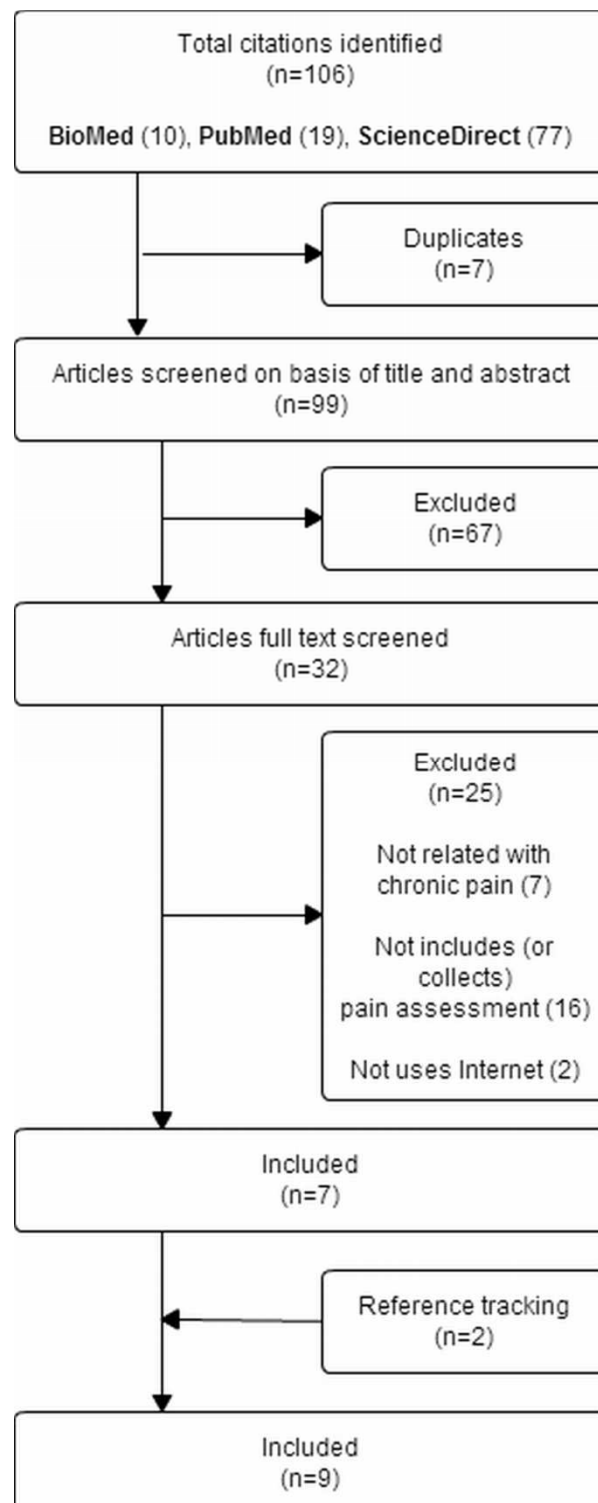 Total citations identified
(n=106)
BioMed (10), PubMed (19), ScienceDirect (77)
Duplicates
(n=7)
Articles screened on basis of title and abstract
(n=99)
Excluded
(n=67)
Articles full text screened
(n=32)
Excluded
(n=25)
Not related with
chronic pain (7)
Not includes (or
collects)
pain assessment (16)
Not uses Internet (2)
Included
(n=7)
Reference tracking
(n=2)
Included
(n=9)